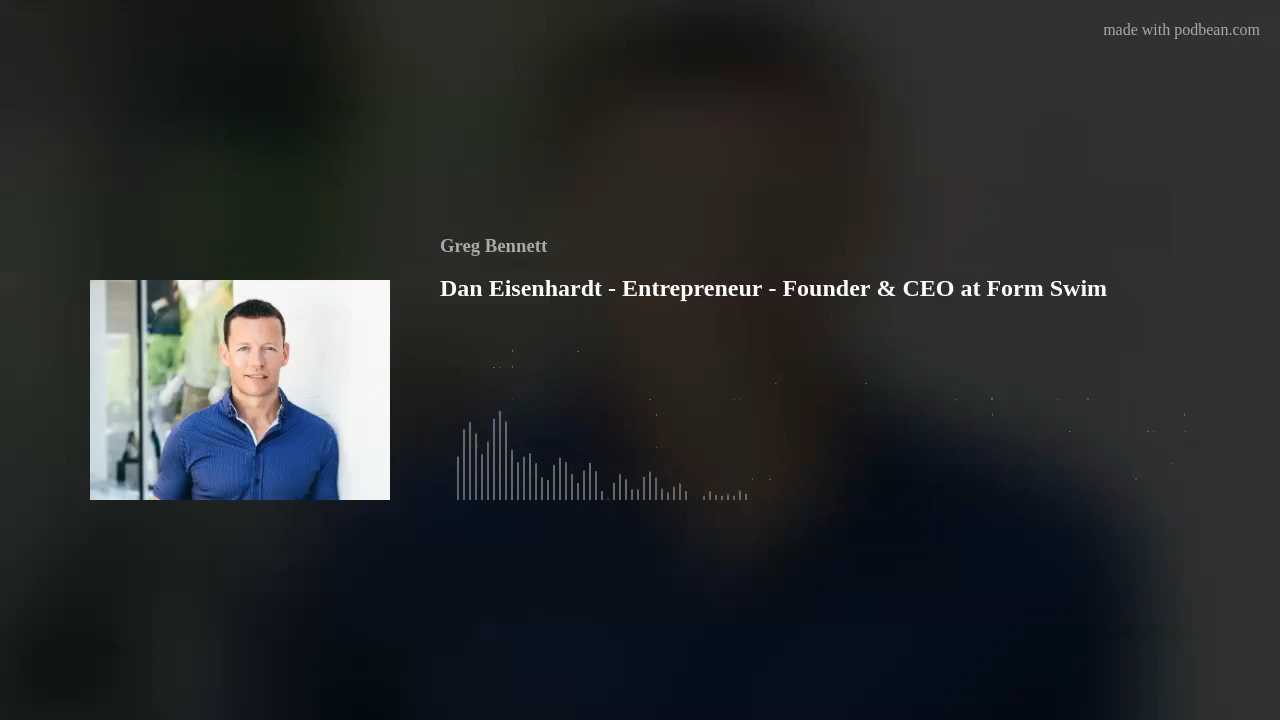 made with podbean.com
Greg Bennett
Dan Eisenhardt - Entrepreneur - Founder & CEO at Form Swim